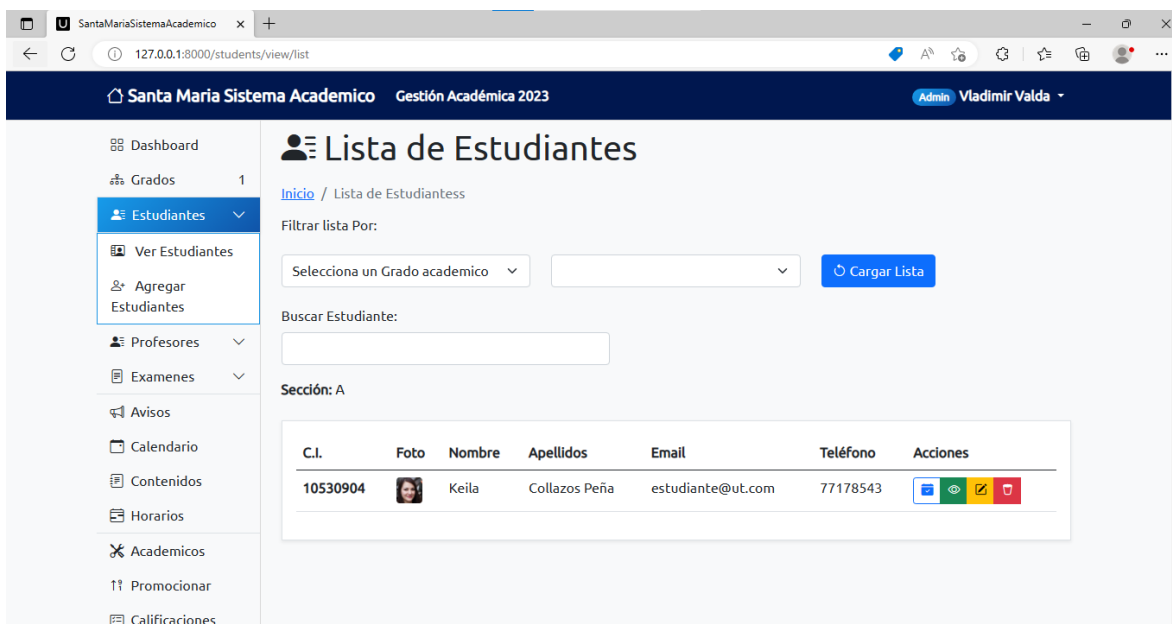 SantaMariaSistemaAcademico
127.0.0.1:8000/students/view/list
Santa Maria Sistema Academico Gestión Académica 2023 Admin Vladimir Valda
Dashboard
Grados 1
Estudiantes
Ver Estudiantes
Agregar
Estudiantes
Profesores
Examenes
Avisos
Calendario
Contenidos
Horarios
Academicos
Promocionar
Calificaciones
Lista de Estudiantes
Inicio / Lista de Estudiantess
Filtrar lista Por:
Selecciona un Grado academico Cargar Lista
Buscar Estudiante:
Sección: A
C.I. Foto Nombre Apellidos Email Teléfono Acciones
10530904 Keila Collazos Peña estudiante@ut.com 77178543